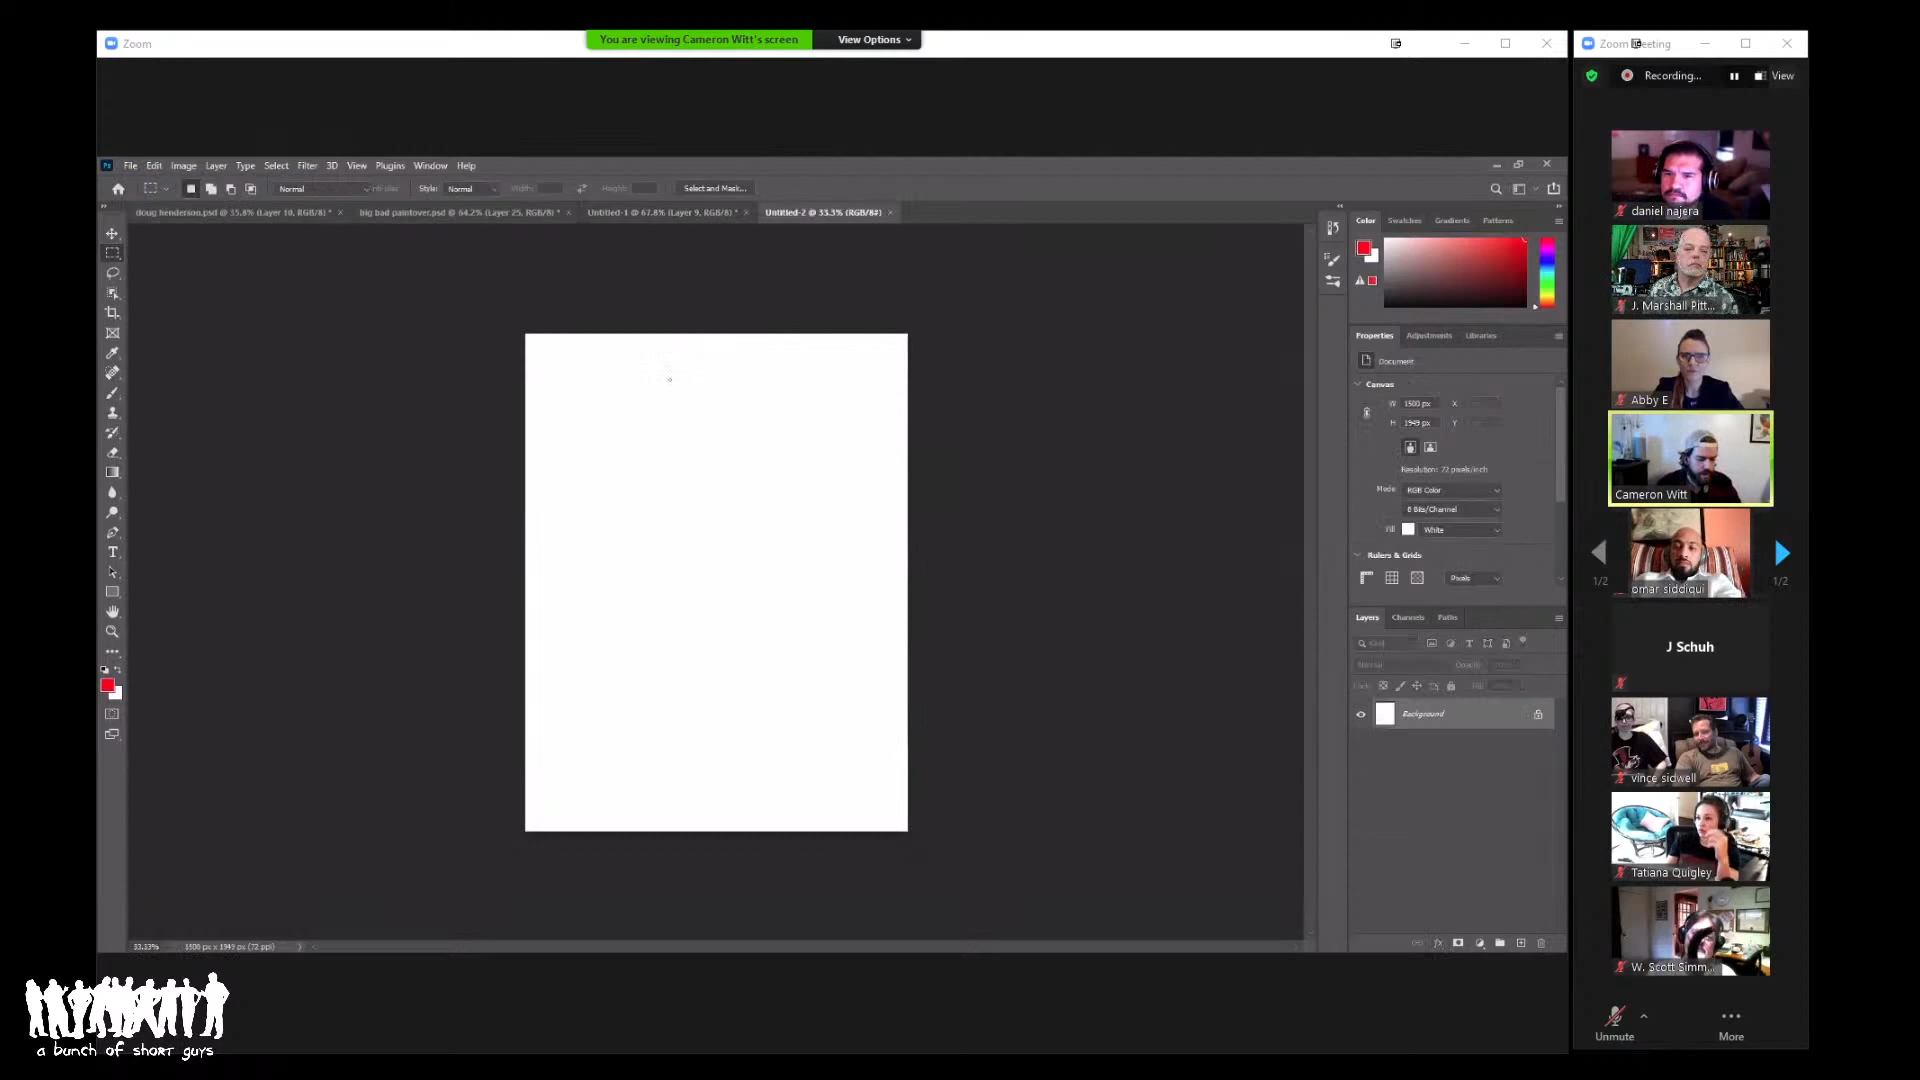 Zoom
You are viewing Cameron Witt's screen
View Options
Zoom Meeting
Recording...
View
Ps File Edit Image Layer Type Select Filter 3D View Plugins Window Help
Normal
Style: Normal
Width:
Height:
Select and Mask...
doug henderson.psd @ 35.8% (Layer 10, RGB/8) *
big bad paintover.psd @ 64.2% (Layer 25, RGB/8) *
Untitled-1 @ 67.8% (Layer 9, RGB/8) *
Untitled-2 @ 33.3% (RGB/8#)
Color Swatches Gradients Patterns
Properties Adjustments Libraries
Document
Canvas
W 1500 px X
H 1949 px Y
Resolution: 72 pixels/inch
Mode RGB Color
8 Bits/Channel
Fill White
Rulers & Grids
Pixels
Layers Channels Paths
Normal
Opacity:
Lock:
Fill:
Background
33.33% 1500 px x 1949 px (72 ppi)
daniel najera
J. Marshall Pitt...
Abby E
Cameron Witt
omar siddiqui
1/2
1/2
J Schuh
vince sidwell
Tatiana Quigley
W. Scott Simm...
Unmute
More
a bunch of short guys